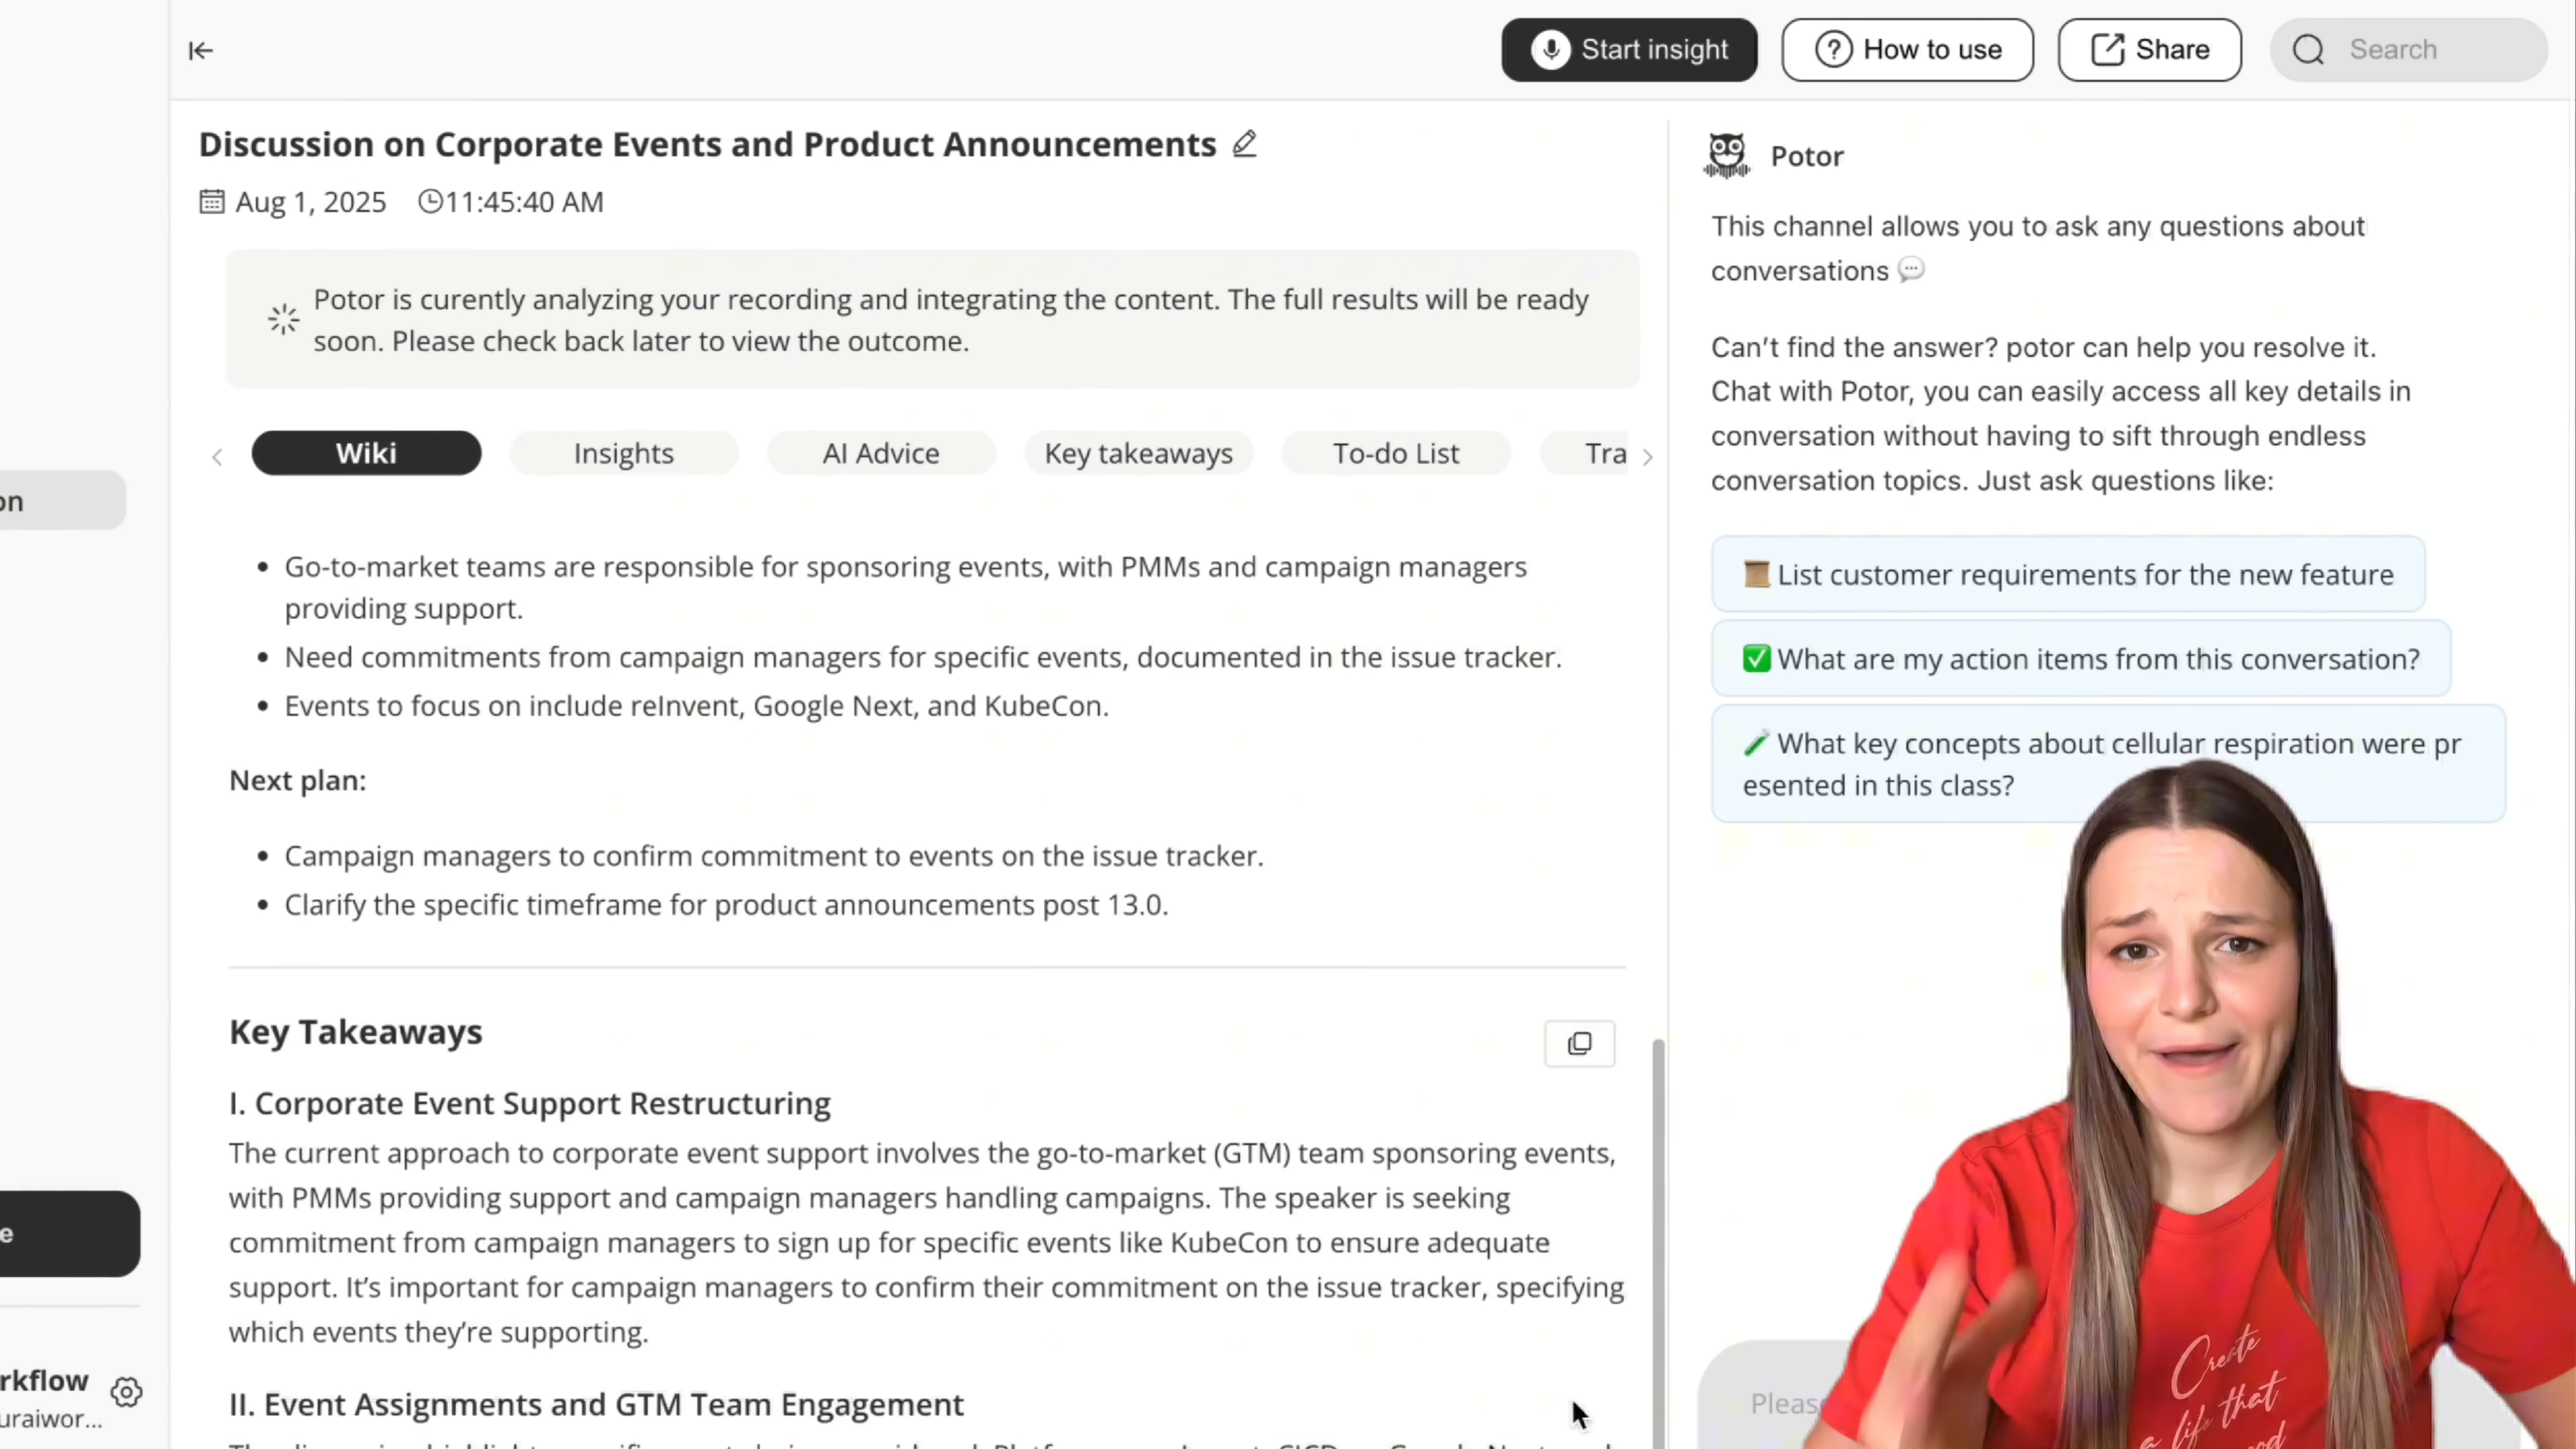 Start insight
How to use
Share
Search
Discussion on Corporate Events and Product Announcements
Aug 1, 2025 11:45:40 AM
Potor is curently analyzing your recording and integrating the content. The full results will be ready
soon. Please check back later to view the outcome.
Wiki
Insights
AI Advice
Key takeaways
To-do List
Tra
• Go-to-market teams are responsible for sponsoring events, with PMMs and campaign managers
providing support.
• Need commitments from campaign managers for specific events, documented in the issue tracker.
• Events to focus on include reInvent, Google Next, and KubeCon.
Next plan:
• Campaign managers to confirm commitment to events on the issue tracker.
• Clarify the specific timeframe for product announcements post 13.0.
Key Takeaways
I. Corporate Event Support Restructuring
The current approach to corporate event support involves the go-to-market (GTM) team sponsoring events,
with PMMs providing support and campaign managers handling campaigns. The speaker is seeking
commitment from campaign managers to sign up for specific events like KubeCon to ensure adequate
support. It’s important for campaign managers to confirm their commitment on the issue tracker, specifying
which events they’re supporting.
II. Event Assignments and GTM Team Engagement
Potor
This channel allows you to ask any questions about
conversations 💬
Can’t find the answer? potor can help you resolve it.
Chat with Potor, you can easily access all key details in
conversation without having to sift through endless
conversation topics. Just ask questions like:
📜 List customer requirements for the new feature
✅ What are my action items from this conversation?
🧪 What key concepts about cellular respiration were pr
esented in this class?
Pleas
on
e
rkflow
uraiwor...
Create
a life that